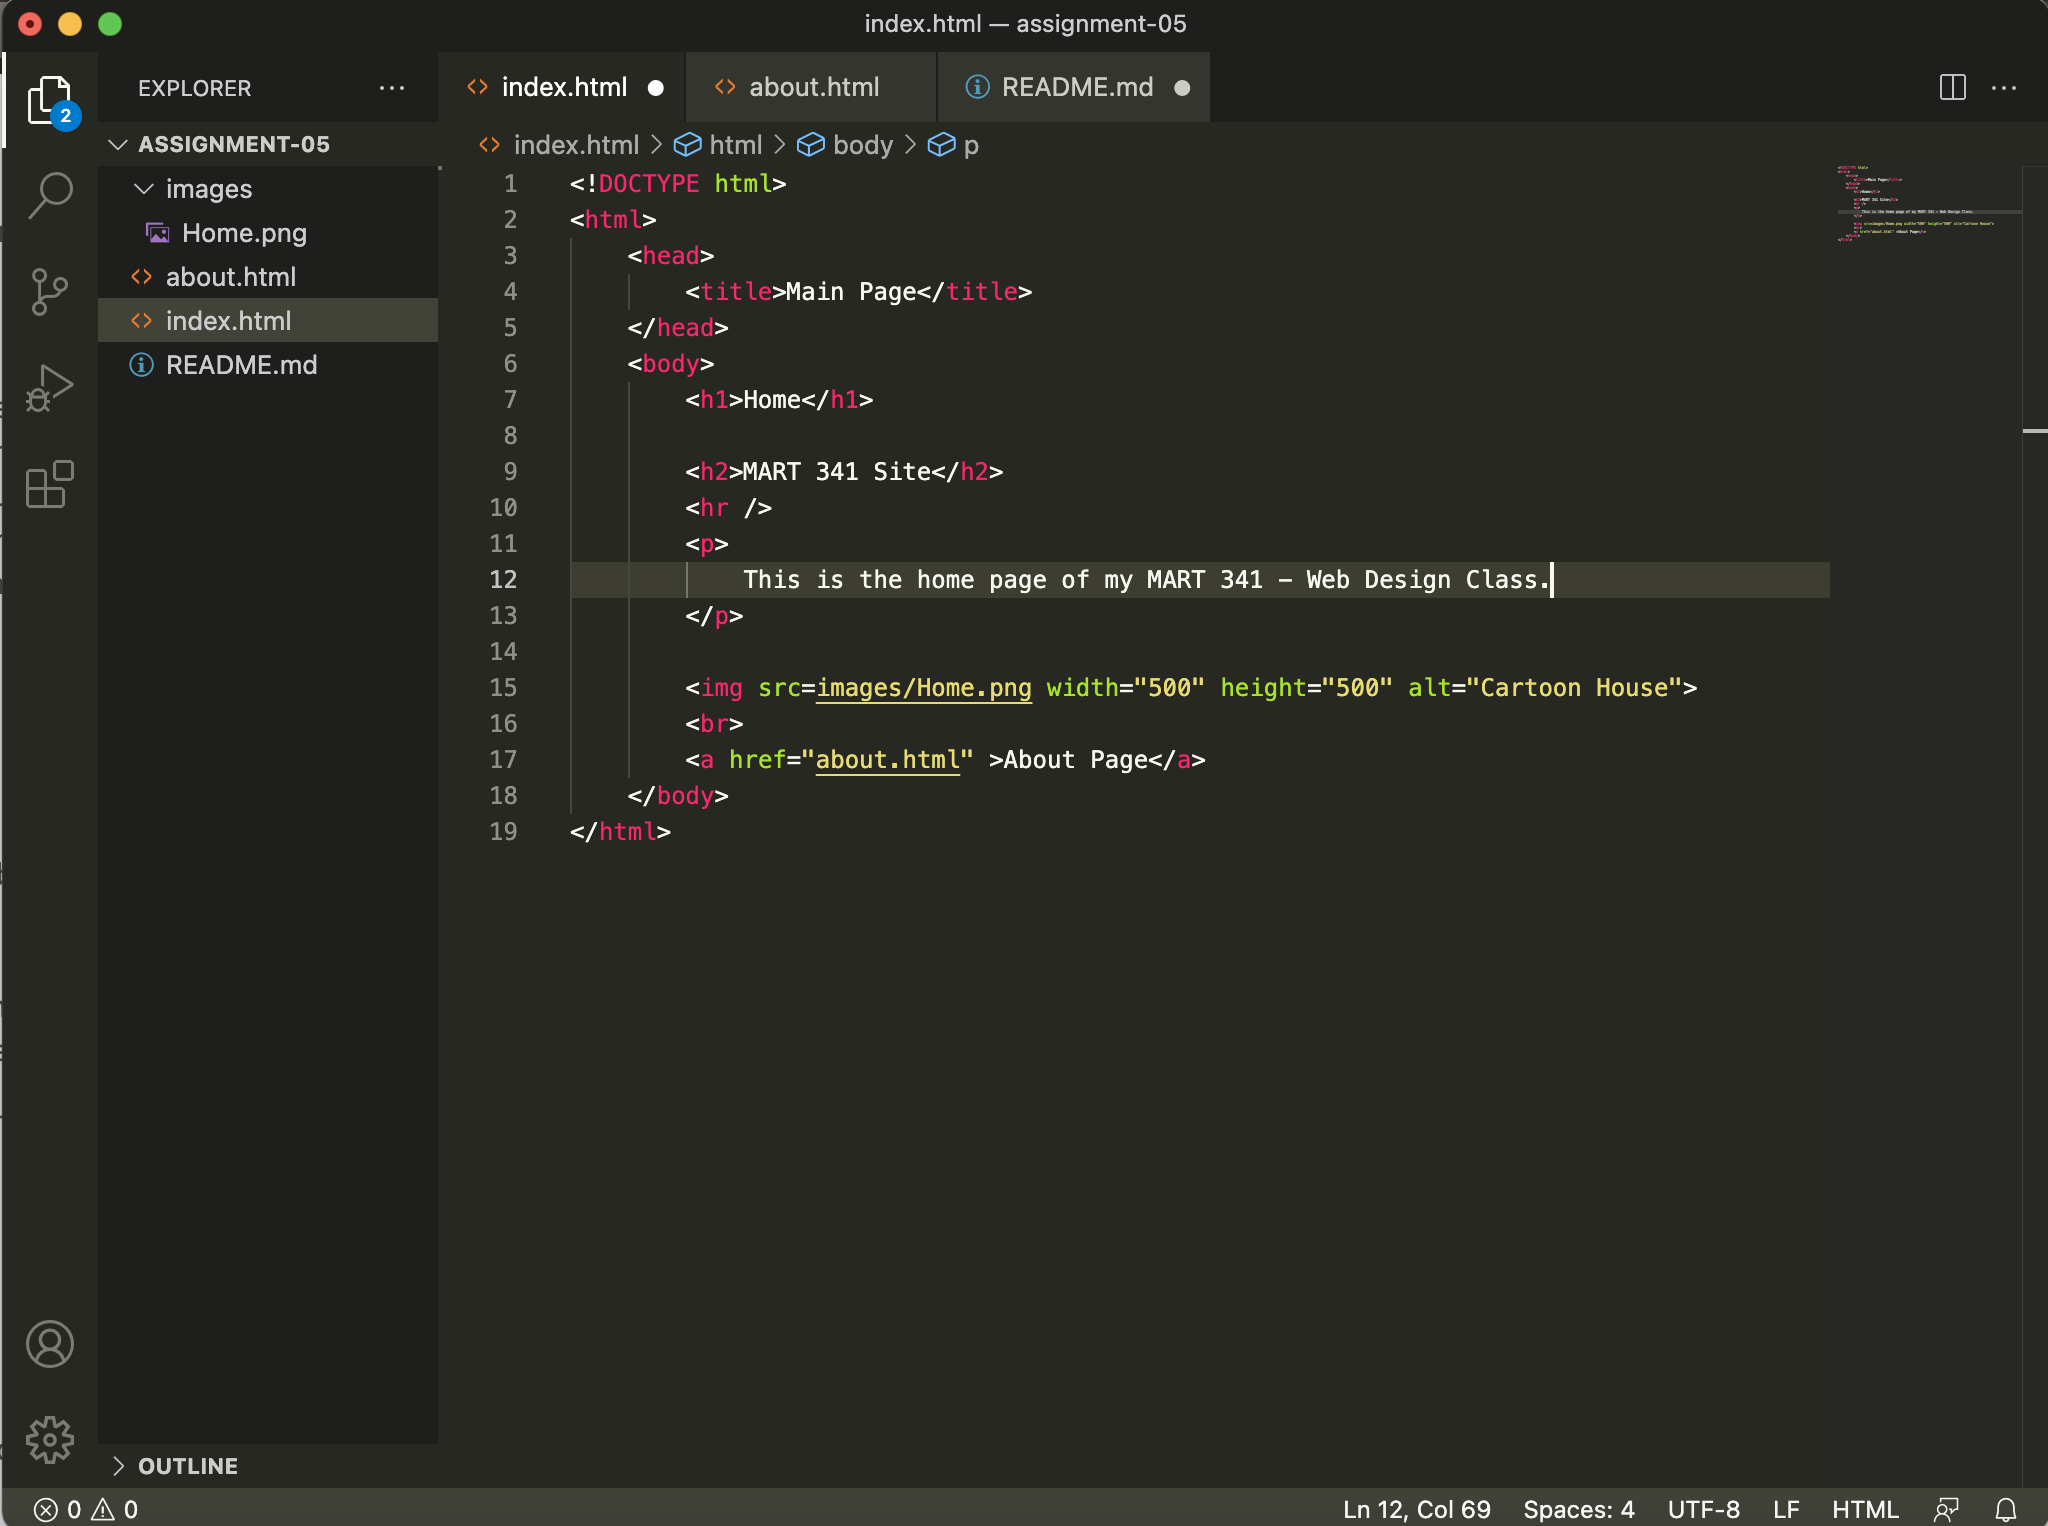 index.html — assignment-05
EXPLORER
index.html
about.html
README.md
2
ASSIGNMENT-05
index.html > html > body > p
images
Home.png
about.html
index.html
README.md
1 <!DOCTYPE html>
2 <html>
3 <head>
4 <title>Main Page</title>
5 </head>
6 <body>
7 <h1>Home</h1>
8
9 <h2>MART 341 Site</h2>
10 <hr />
11 <p>
12 This is the home page of my MART 341 – Web Design Class.
13 </p>
14
15 <img src=images/Home.png width="500" height="500" alt="Cartoon House">
16 <br>
17 <a href="about.html" >About Page</a>
18 </body>
19 </html>
OUTLINE
0 0
Ln 12, Col 69 Spaces: 4 UTF-8 LF HTML